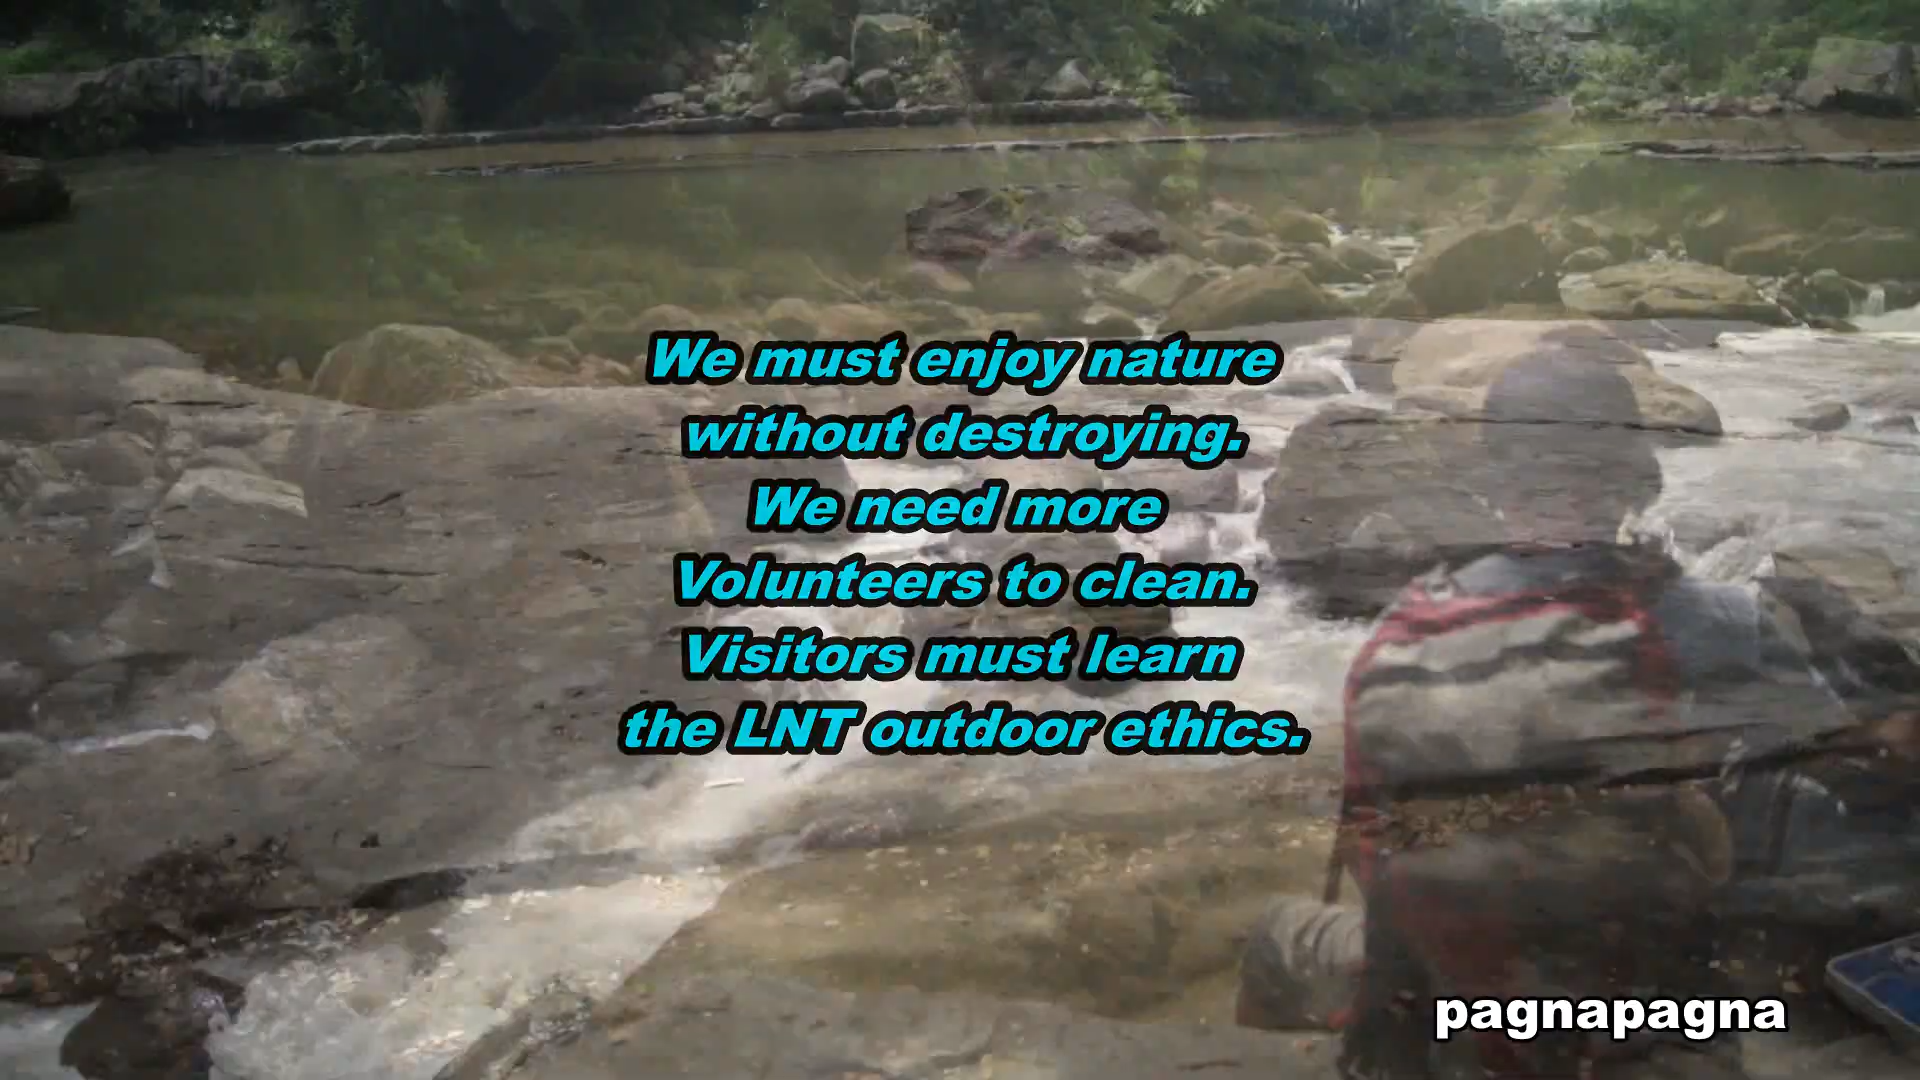 We must enjoy nature
without destroying.
We need more
Volunteers to clean.
Visitors must learn
the LNT outdoor ethics.
pagnapagna